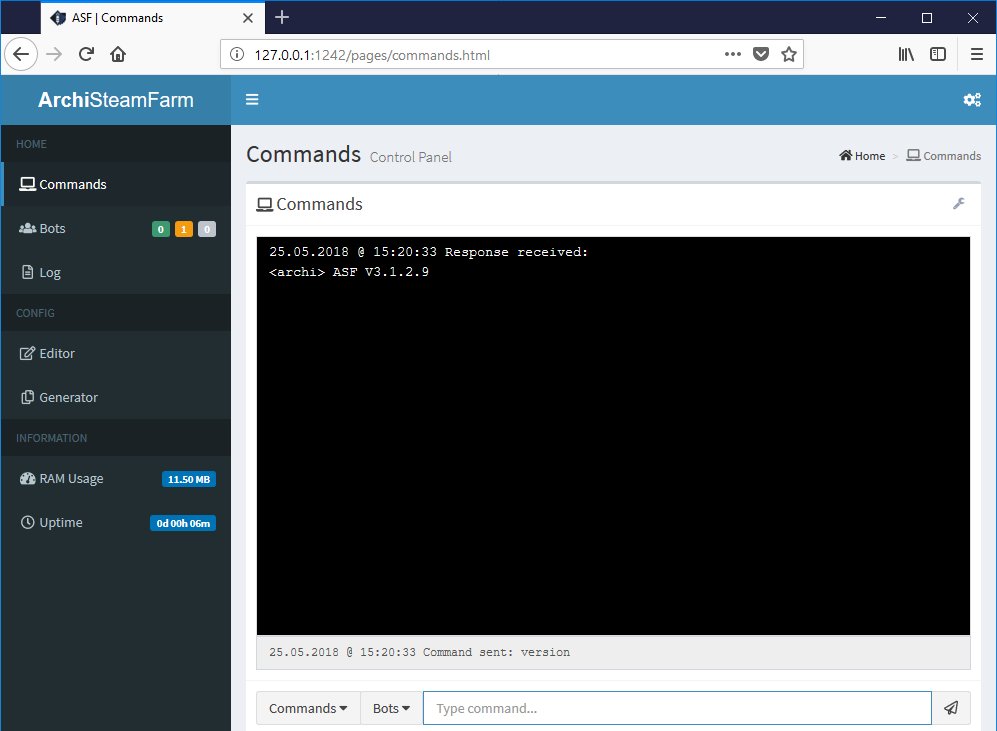 ASF | Commands
127.0.0.1:1242/pages/commands.html
ArchiSteamFarm
HOME
Commands
Bots 0 1 0
Log
CONFIG
Editor
Generator
INFORMATION
RAM Usage 11.50 MB
Uptime 0d 00h 06m
Commands Control Panel
Home > Commands
Commands
25.05.2018 @ 15:20:33 Response received:
<archi> ASF V3.1.2.9
25.05.2018 @ 15:20:33 Command sent: version
Commands Bots Type command...